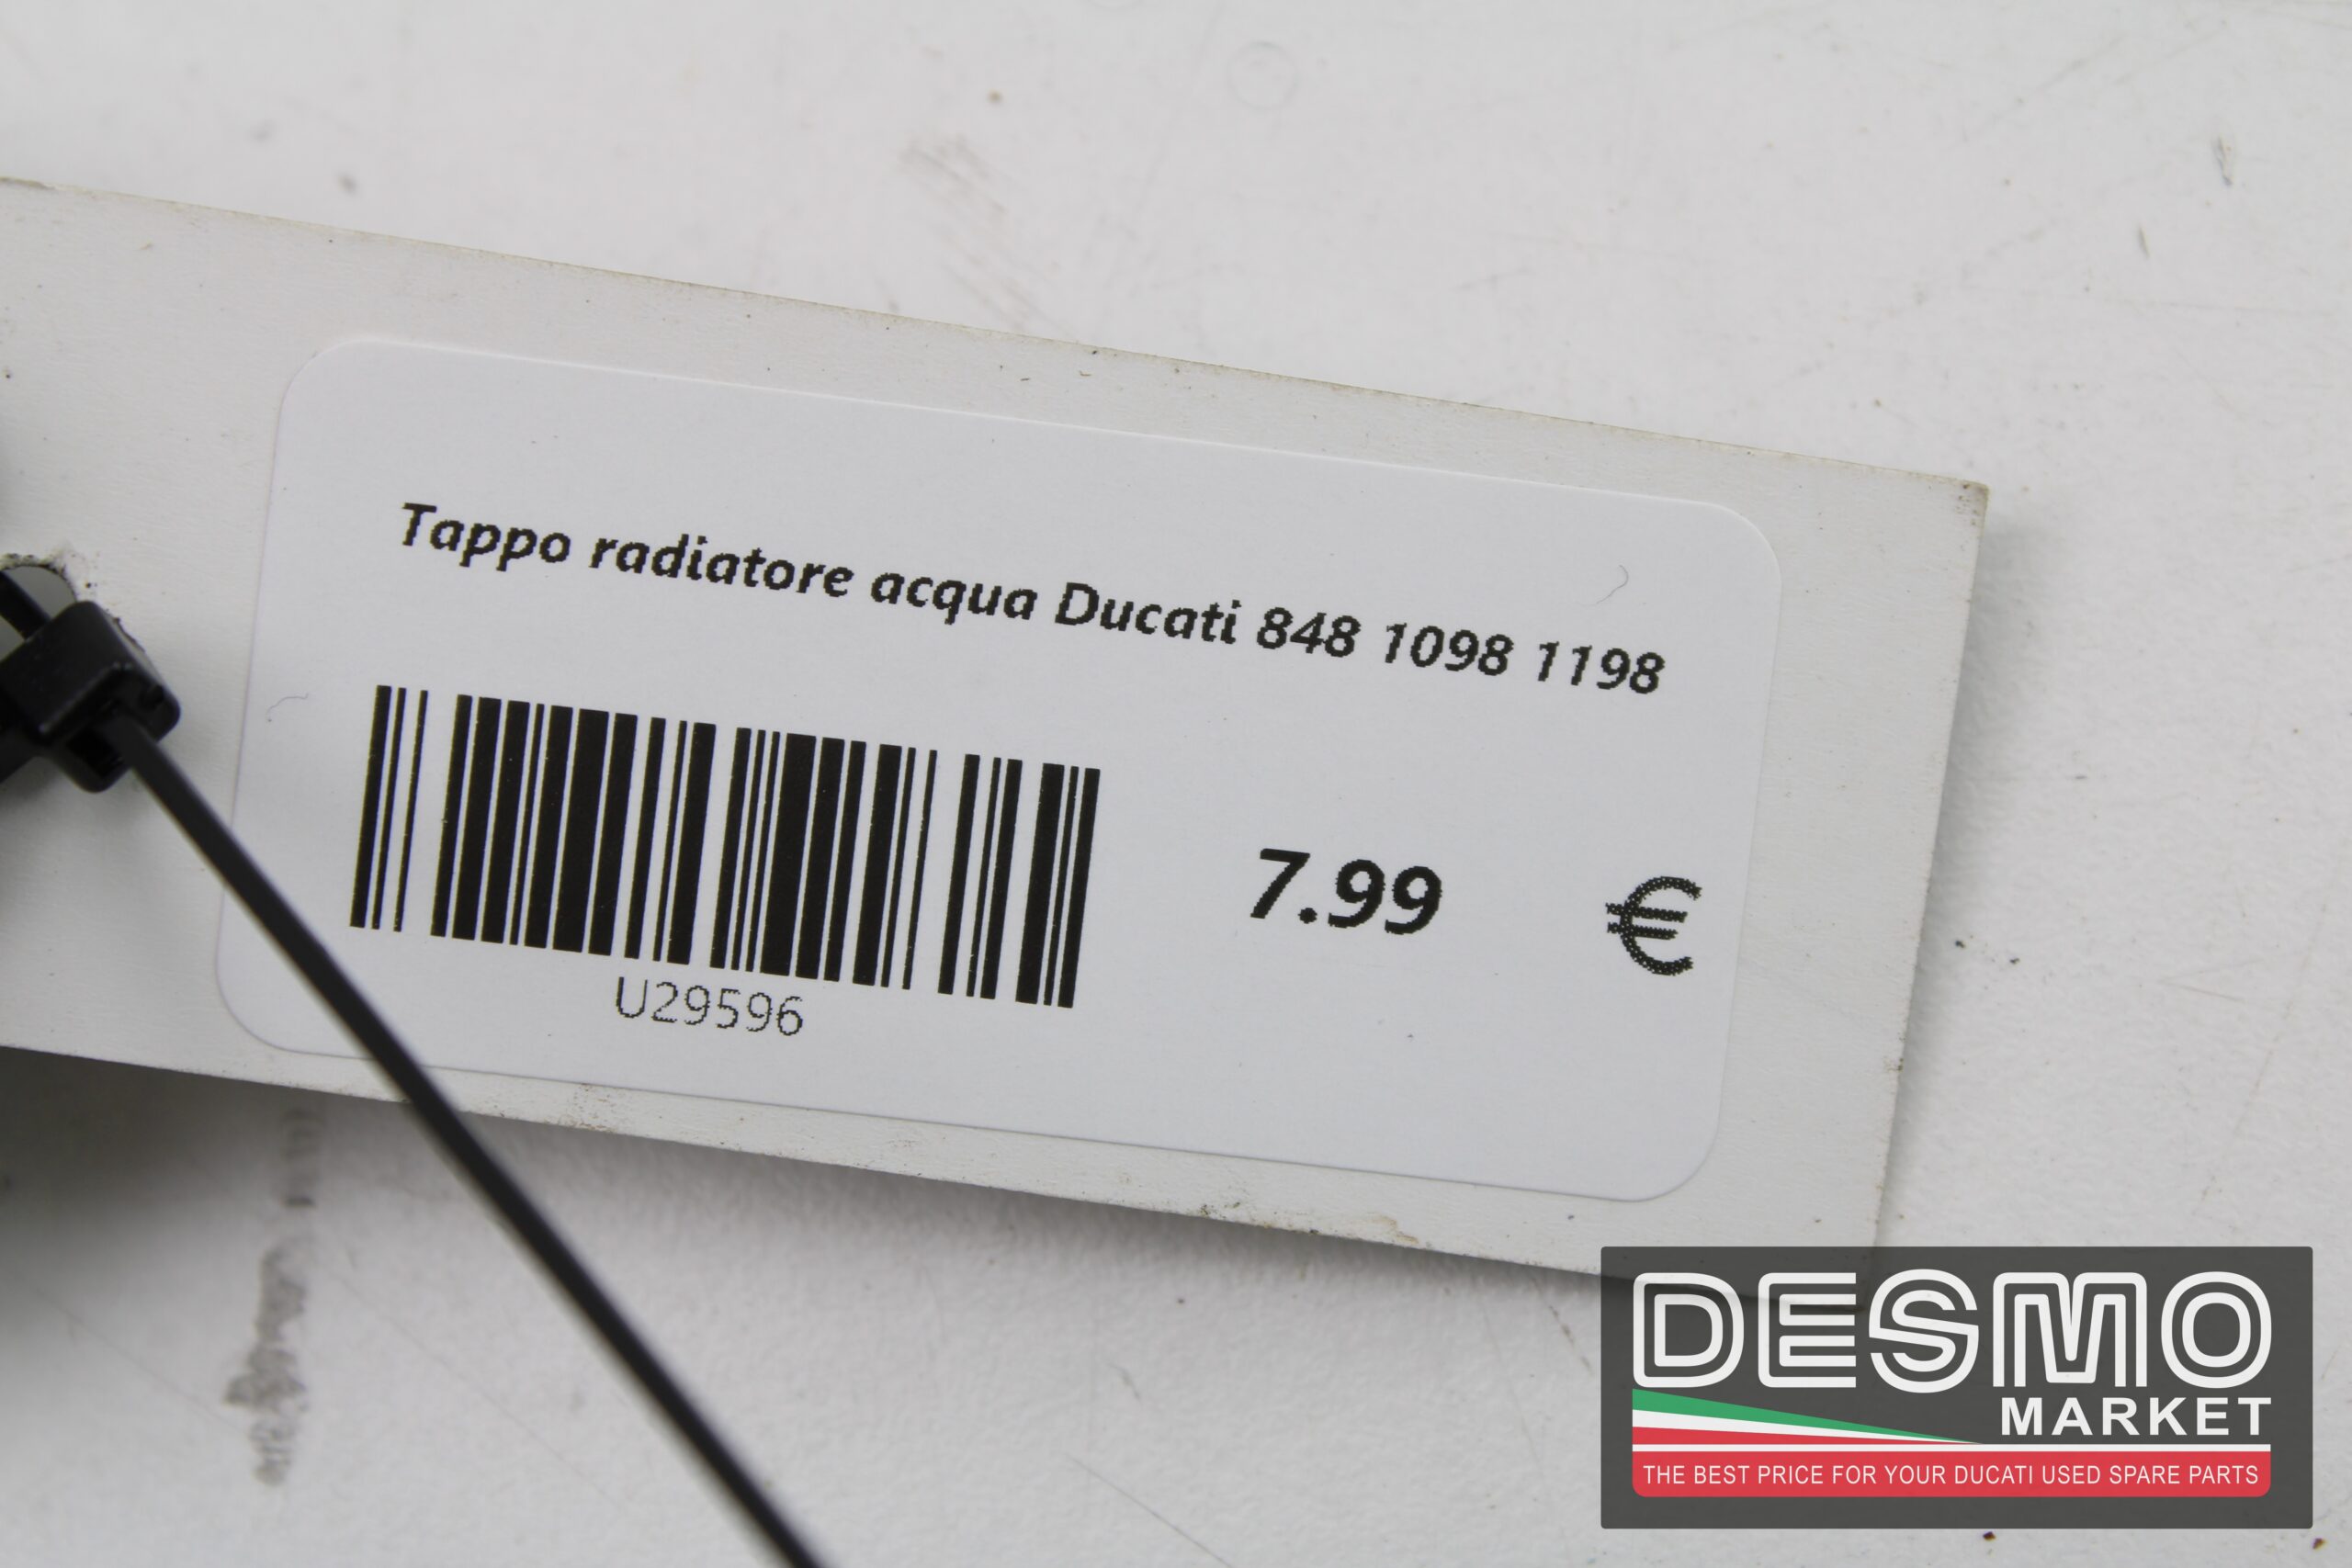 Tappo radiatore acqua Ducati 848 1098 1198
7.99 €
U29596
DESMO
MARKET
THE BEST PRICE FOR YOUR DUCATI USED SPARE PARTS